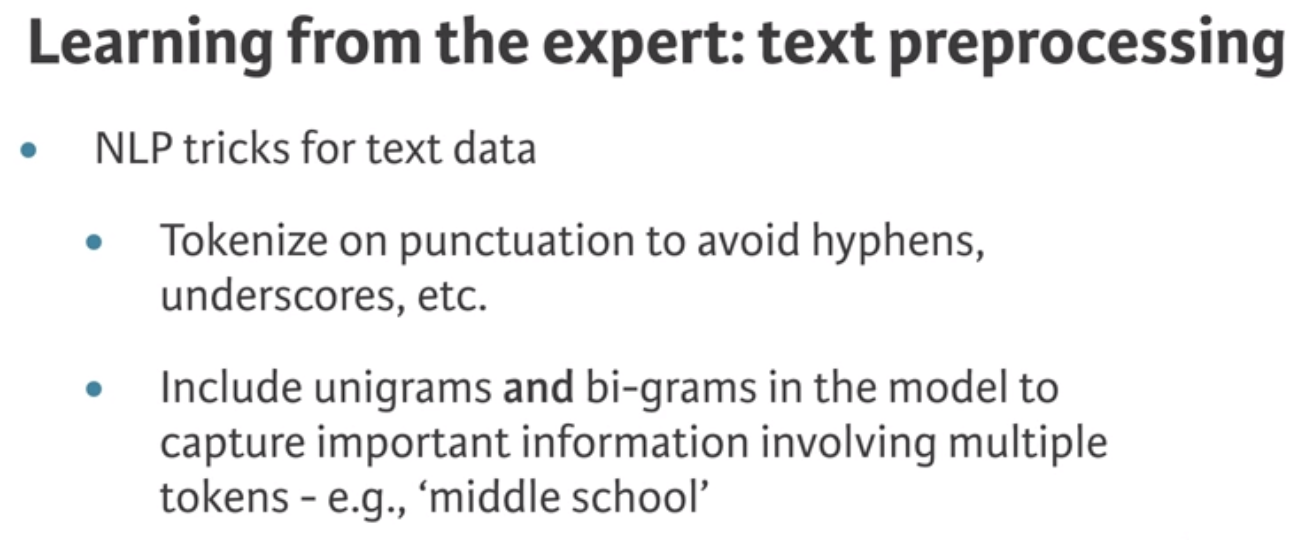 Learning from the expert: text preprocessing
NLP tricks for text data
Tokenize on punctuation to avoid hyphens,
underscores, etc.
Include unigrams and bi-grams in the model to
capture important information involving multiple
tokens - e.g., ‘middle school’